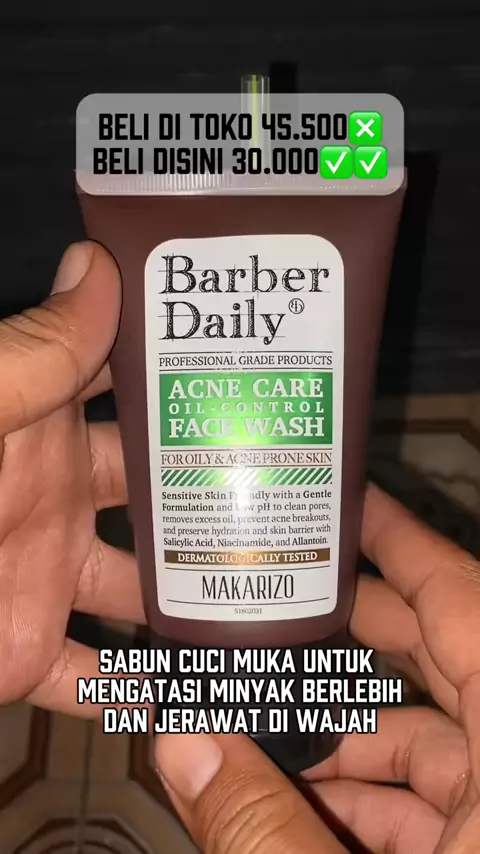 BELI DI TOKO 45.500❎
BELI DISINI 30.000✅✅
Barber
Daily
PROFESSIONAL GRADE PRODUCTS
ACNE CARE
OIL-CONTROL
FACE WASH
FOR OILY & ACNE PRONE SKIN
Sensitive Skin Friendly with a Gentle
Formulation and Low pH to clean pores,
removes excess oil, prevent acne breakouts,
and preserve hydration and skin barrier with
Salicylic Acid, Niacinamide, and Allantoin.
DERMATOLOGICALLY TESTED
MAKARIZO
51802031
SABUN CUCI MUKA UNTUK
MENGATASI MINYAK BERLEBIH
DAN JERAWAT DI WAJAH